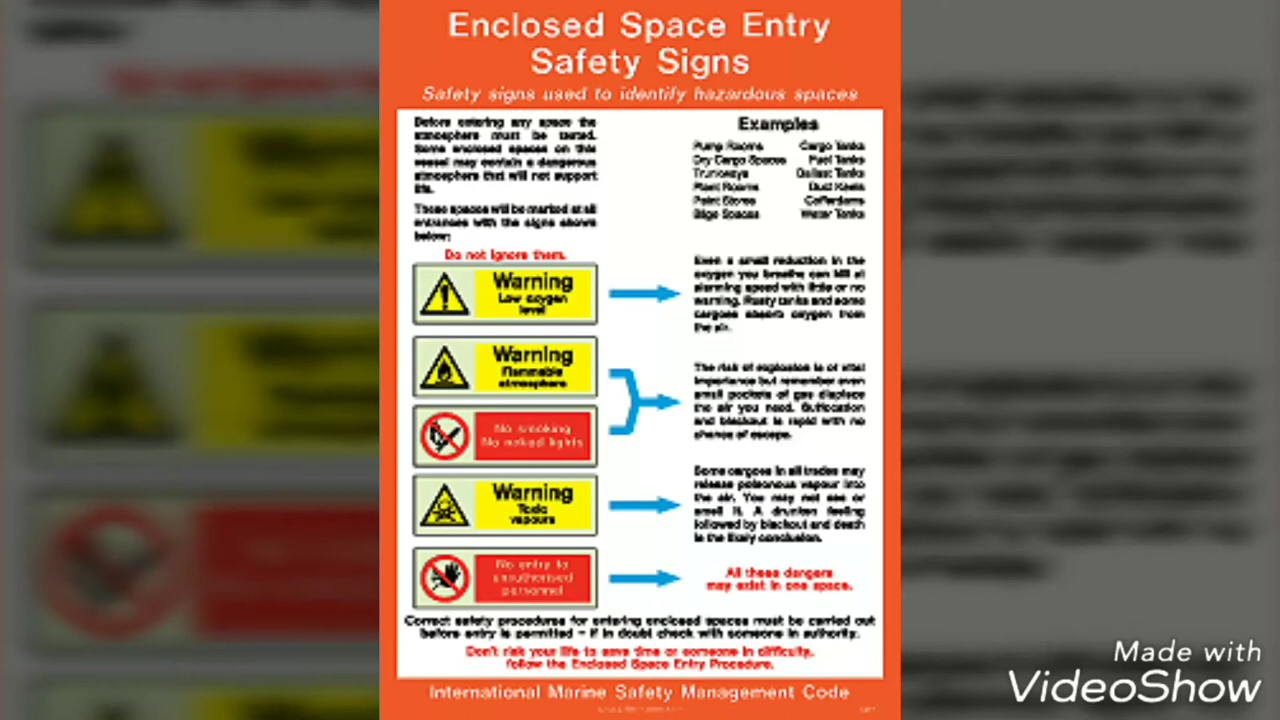 Enclosed Space Entry
Safety Signs
Safety signs used to identify hazardous spaces
Before entering any space the
atmosphere must be tested.
Some enclosed spaces on this
vessel may contain a dangerous
atmosphere that will not support
life.
These spaces will be marked at all
entrances with the signs shown
below:
Do not ignore them.
Warning
Low oxygen
level
Warning
Flammable
atmosphere
No smoking
No naked lights
Warning
Toxic
vapours
No entry to
unauthorised
personnel
Examples
Pump Rooms Cargo Tanks
Dry Cargo Spaces Fuel Tanks
Trunkways Ballast Tanks
Plant Rooms Duct Keels
Paint Stores Cofferdams
Bilge Spaces Water Tanks
Even a small reduction in the
oxygen you breathe can kill at
alarming speed with little or no
warning. Rusty tanks and some
cargoes absorb oxygen from
the air.
The risk of explosion is of vital
importance but remember even
small pockets of gas displace
the air you need. Suffocation
and blackout is rapid with no
chance of escape.
Some cargoes in all trades may
release poisonous vapour into
the air. You may not see or
smell it. A drunken feeling
followed by blackout and death
is the likely conclusion.
All these dangers
may exist in one space.
Correct safety procedures for entering enclosed spaces must be carried out
before entry is permitted – if in doubt check with someone in authority.
Don't risk your life to save time or someone in difficulty,
follow the Enclosed Space Entry Procedure.
International Marine Safety Management Code
Made with
VideoShow